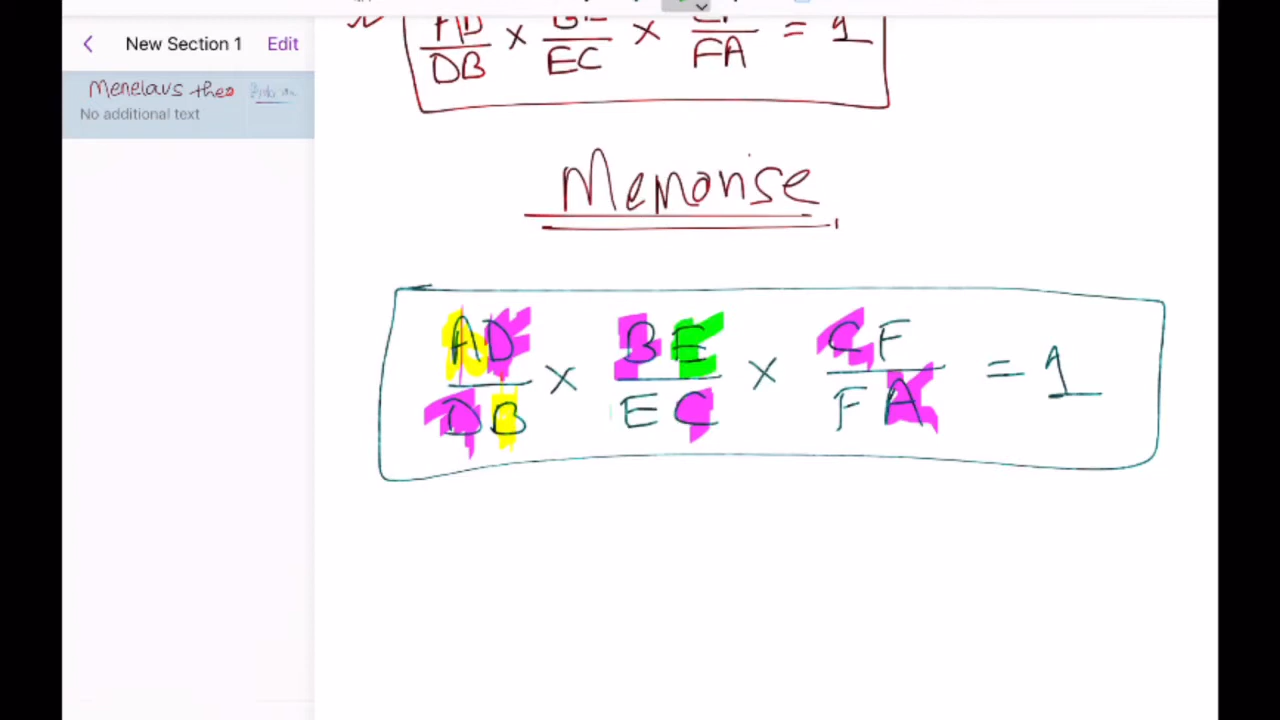 New Section 1 Edit
Menelaus theo
No additional text
AD/DB × BE/EC × CF/FA = 1
Memorise
AD/DB × BE/EC × CF/FA = 1